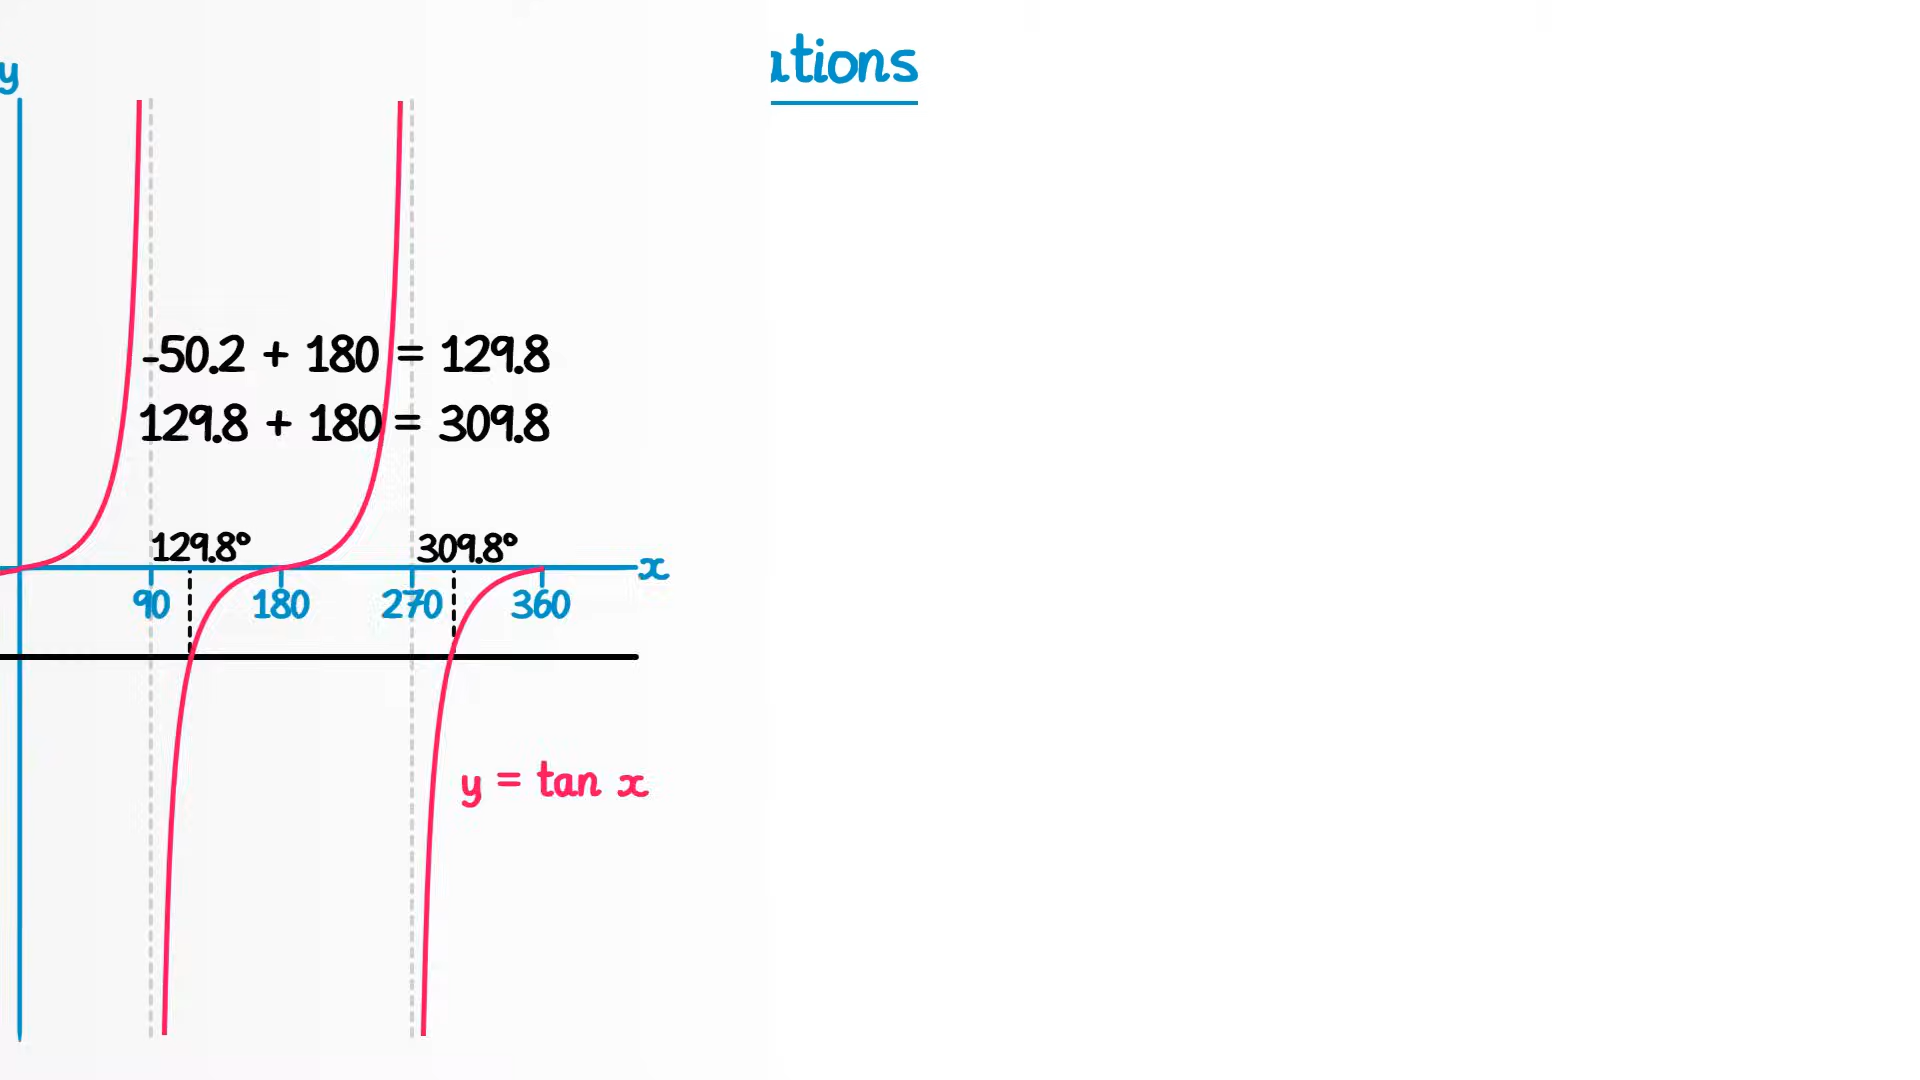 y
-50.2 + 180 = 129.8
129.8 + 180 = 309.8
129.8° 309.8°
x
90 180 270 360
y = tan x